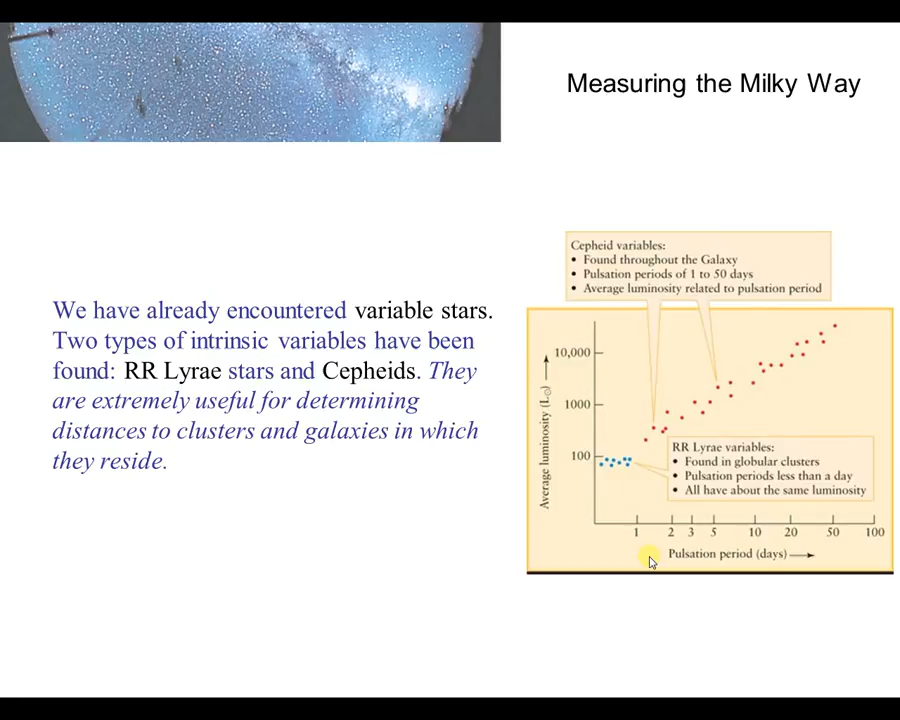 Measuring the Milky Way
We have already encountered variable stars.
Two types of intrinsic variables have been
found: RR Lyrae stars and Cepheids. They
are extremely useful for determining
distances to clusters and galaxies in which
they reside.
Cepheid variables:
• Found throughout the Galaxy
• Pulsation periods of 1 to 50 days
• Average luminosity related to pulsation period
10,000
1000
100
Average luminosity (L☉)
RR Lyrae variables:
• Found in globular clusters
• Pulsation periods less than a day
• All have about the same luminosity
1 2 3 5 10 20 50 100
Pulsation period (days)